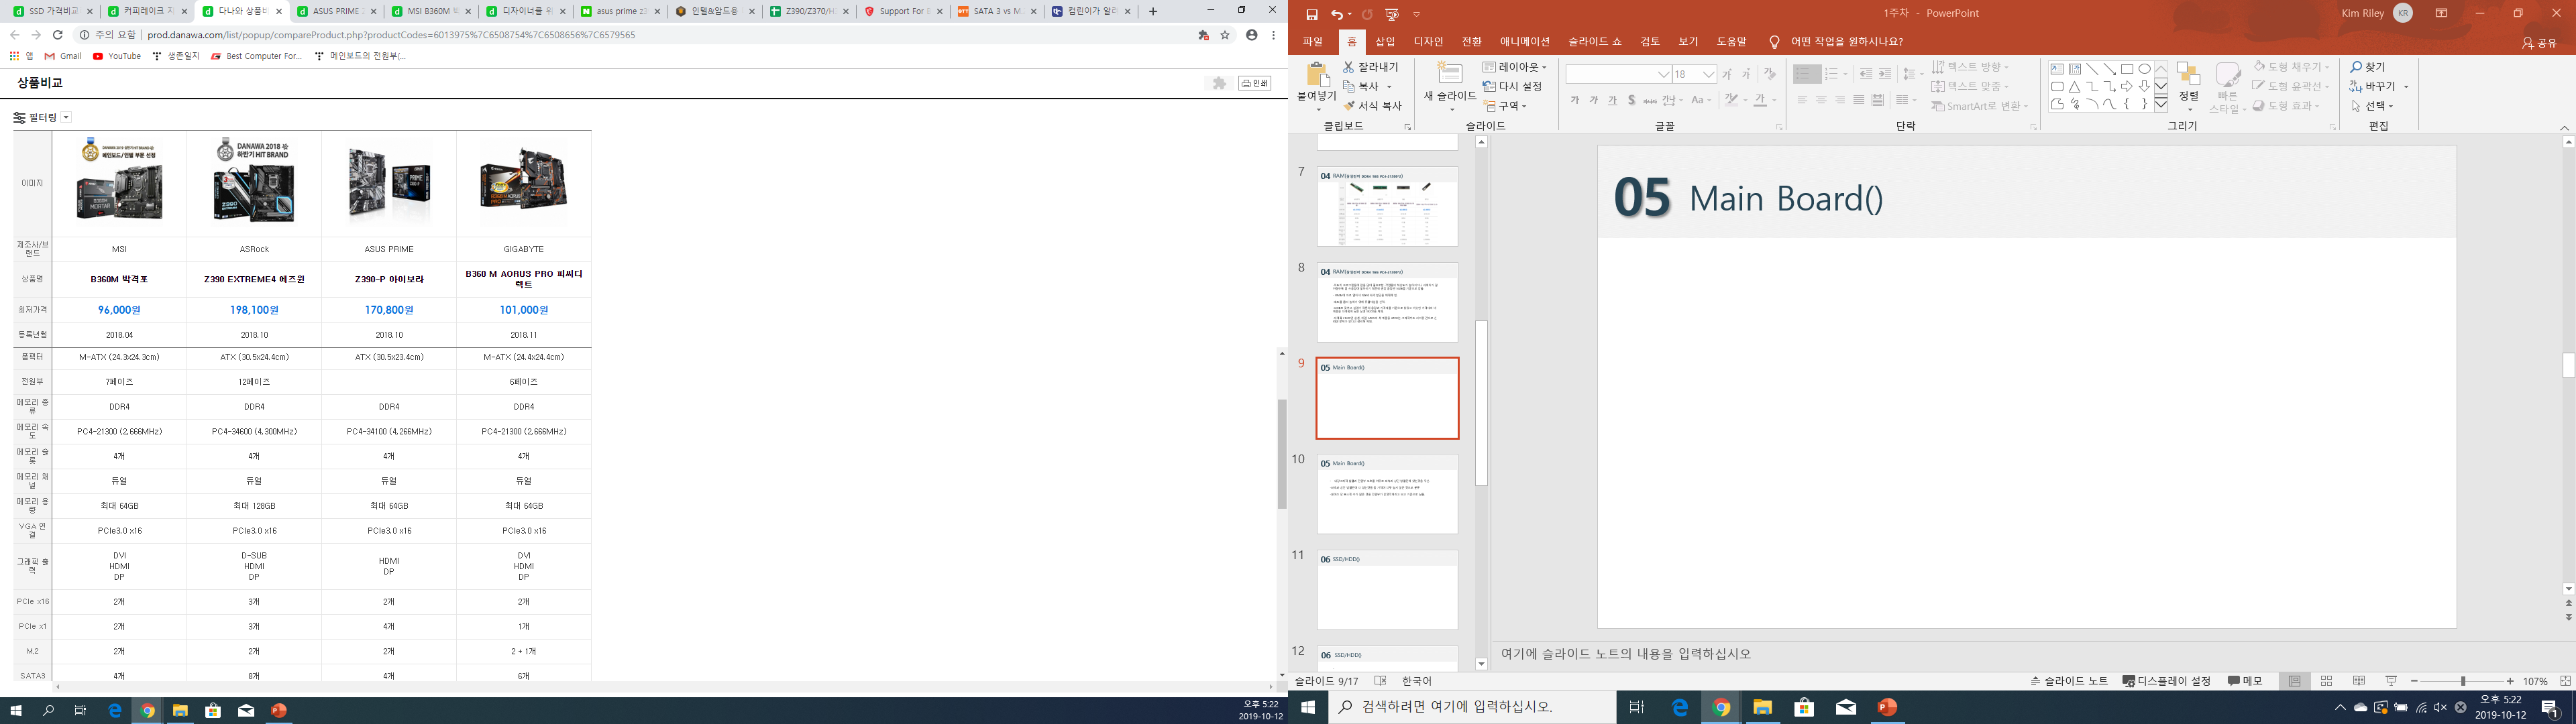 SSD 가격비교
커피레이크 지
다나와 상품비
ASUS PRIME
MSI B360M 박
디자이너를 위
asus prime z3
인텔&암드용
Z390/Z370/H
Support For B
SATA 3 vs M.
컴린이가 알려
주의 요함
prod.danawa.com/list/popup/compareProduct.php?productCodes=6013975%7C6508754%7C6508656%7C6579565
앱
Gmail
YouTube
생존일지
Best Computer For...
메인보드의 전원부(...
상품비교
인쇄
필터링
이미지
DANAWA 2018 하반기 HIT BRAND
제조사/브랜드 MSI ASRock ASUS PRIME GIGABYTE
상품명 B360M 박격포 Z390 EXTREME4 에즈윈 Z390-P 아이보라 B360 M AORUS PRO 피씨디렉트
최저가격 96,000원 198,100원 170,800원 101,000원
등록년월 2018.04 2018.10 2018.10 2018.11
폼팩터 M-ATX (24.3x24.3cm) ATX (30.5x24.4cm) ATX (30.5x23.4cm) M-ATX (24.4x24.4cm)
전원부 7페이즈 12페이즈 6페이즈
메모리 종류 DDR4 DDR4 DDR4 DDR4
메모리 속도 PC4-21300 (2,666MHz) PC4-34600 (4,300MHz) PC4-34100 (4,266MHz) PC4-21300 (2,666MHz)
메모리 슬롯 4개 4개 4개 4개
메모리 채널 듀얼 듀얼 듀얼 듀얼
메모리 용량 최대 64GB 최대 128GB 최대 64GB 최대 64GB
VGA 연결 PCIe3.0 x16 PCIe3.0 x16 PCIe3.0 x16 PCIe3.0 x16
그래픽 출력 DVI HDMI DP D-SUB HDMI DP HDMI DP DVI HDMI DP
PCIe x16 2개 3개 2개 2개
PCIe x1 2개 3개 4개 1개
M.2 2개 2개 2개 2 + 1개
SATA3 4개 8개 4개 6개
오후 5:22
2019-10-12
1주차 - PowerPoint
Kim Riley KR
파일 홈 삽입 디자인 전환 애니메이션 슬라이드 쇼 검토 보기 도움말 어떤 작업을 원하시나요?
공유
붙여넣기
잘라내기
복사
서식 복사
클립보드
새 슬라이드
레이아웃
다시 설정
구역
슬라이드
18
가 가 가 S 가나다 간 Aa 가
글꼴
텍스트 방향
텍스트 맞춤
SmartArt로 변환
단락
정렬
빠른 스타일
도형 채우기
도형 윤곽선
도형 효과
그리기
찾기
바꾸기
선택
편집
7
04
8
04
9
05 Main Board()
10
05 Main Board()
11
06 SSD/HDD()
12
06 SSD/HDD()
05 Main Board()
여기에 슬라이드 노트의 내용을 입력하십시오
슬라이드 9/17
한국어
슬라이드 노트
디스플레이 설정
메모
107%
검색하려면 여기에 입력하십시오.
오후 5:22
2019-10-12
1